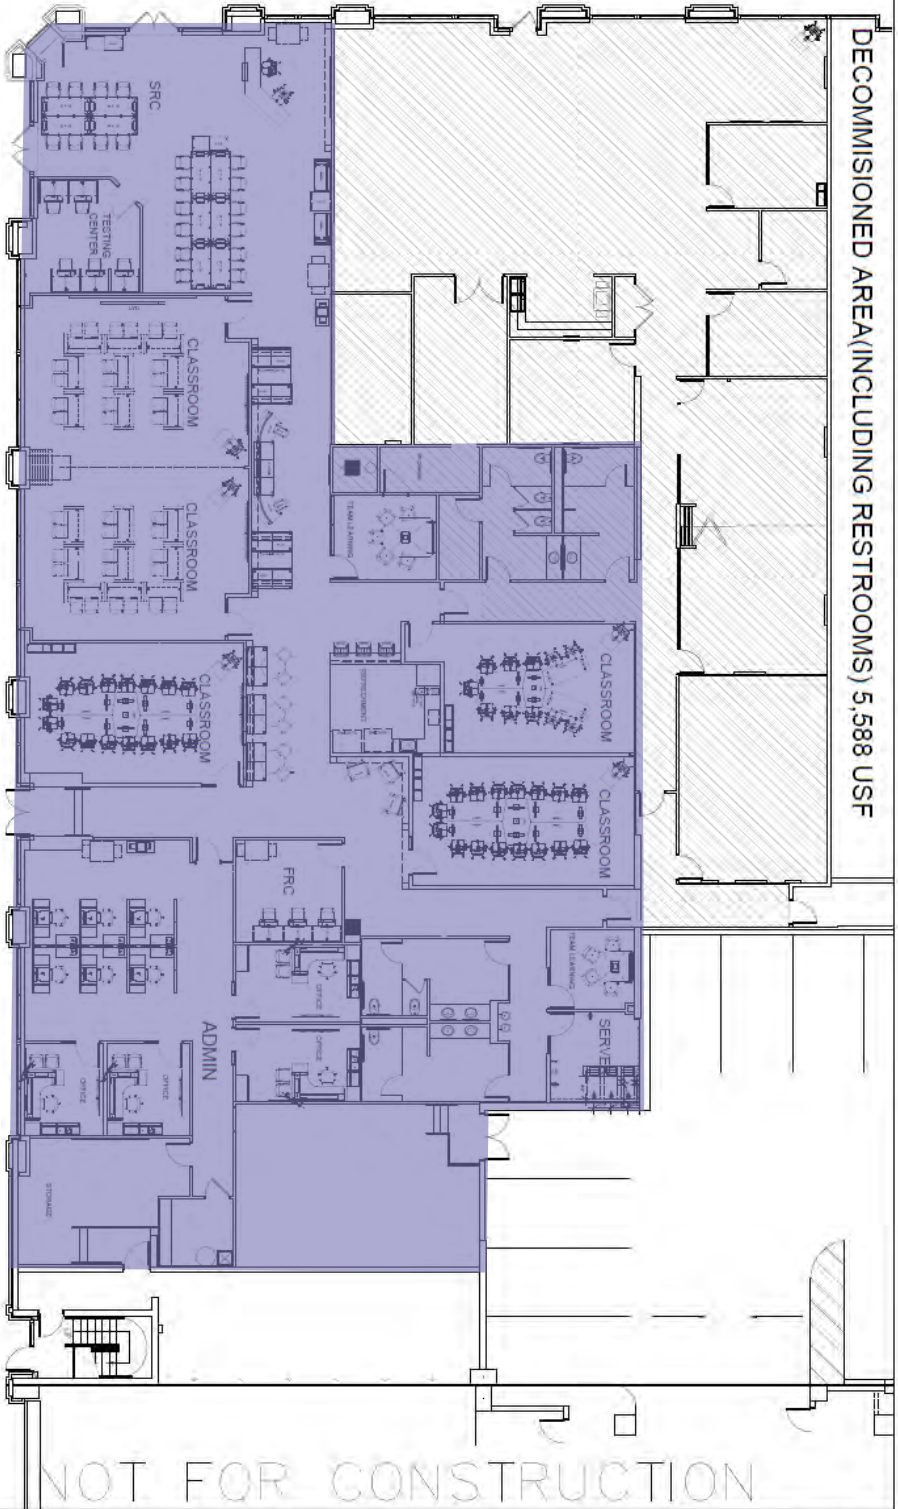 DECOMMISIONED AREA(INCLUDING RESTROOMS) 5,588 USF
SRC
TESTING
CENTER
CLASSROOM
CLASSROOM
TEAM LEARNING
CLASSROOM
CLASSROOM
REFRESHMENT
CLASSROOM
FRC
TEAM LEARNING
OFFICE
SERVE
ADMIN
OFFICE
OFFICE
OFFICE
STORAGE
NOT FOR CONSTRUCTION